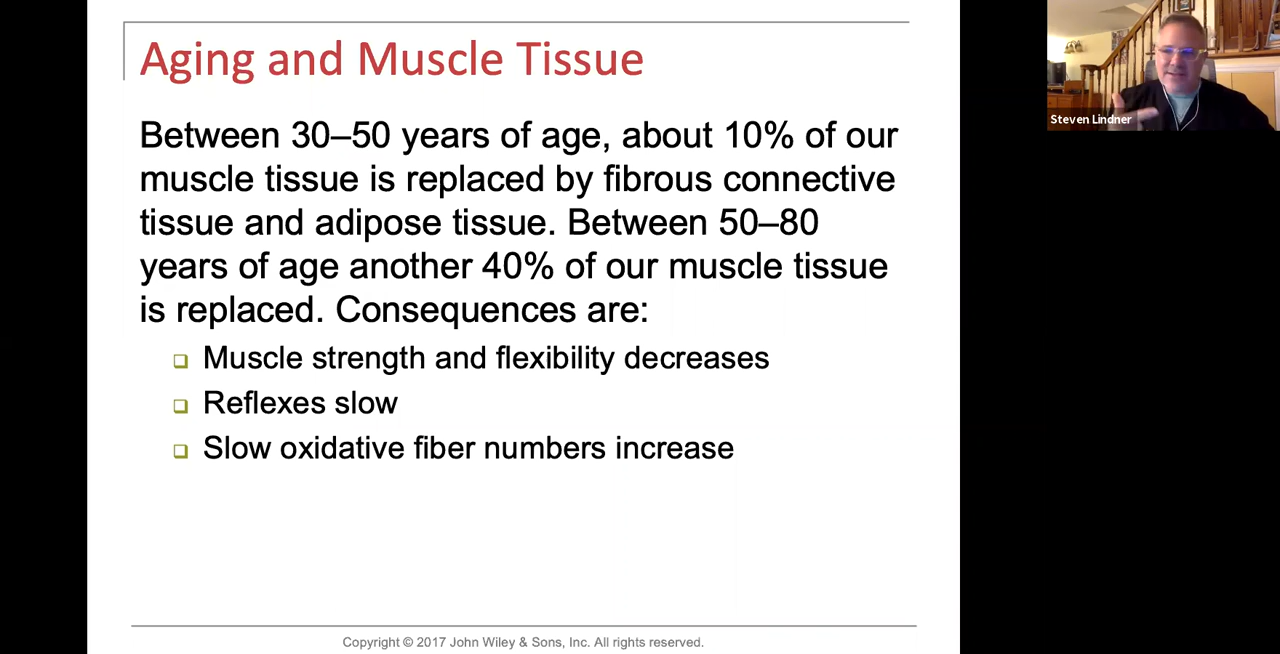 Aging and Muscle Tissue
Between 30–50 years of age, about 10% of our
muscle tissue is replaced by fibrous connective
tissue and adipose tissue. Between 50–80
years of age another 40% of our muscle tissue
is replaced. Consequences are:
Muscle strength and flexibility decreases
Reflexes slow
Slow oxidative fiber numbers increase
Copyright © 2017 John Wiley & Sons, Inc. All rights reserved.
Steven Lindner